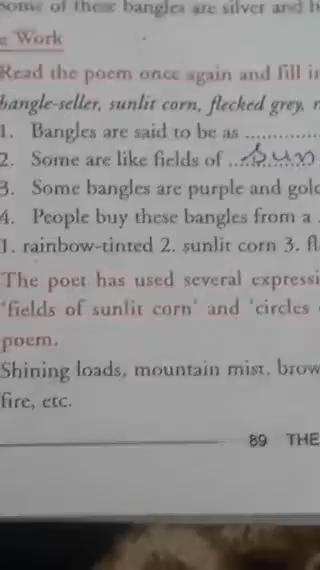 Some of these bangles are silver and
e Work
Read the poem once again and fill in
bangle-seller, sunlit corn, flecked grey,
1. Bangles are said to be as ..............
2. Some are like fields of ..... Sun
3. Some bangles are purple and gold
4. People buy these bangles from a .
1. rainbow-tinted 2. sunlit corn 3. fl
The poet has used several expressi
'fields of sunlit corn' and 'circles
poem.
Shining loads, mountain mist, brow
fire, etc.
89 THE